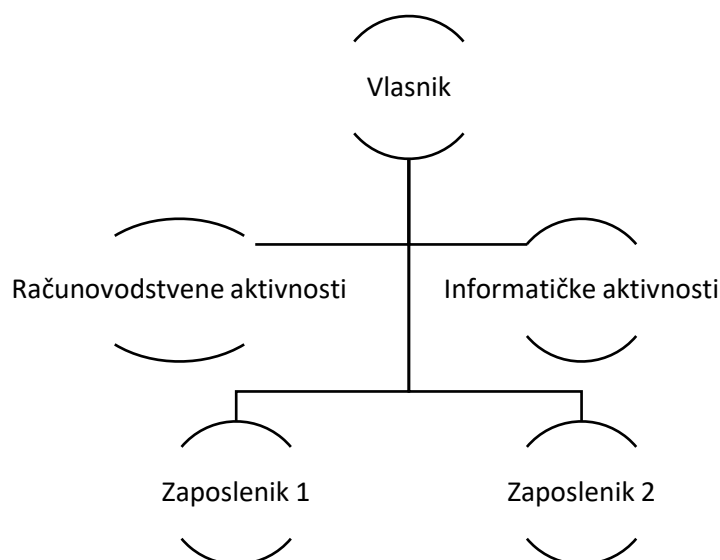 Vlasnik
Računovodstvene aktivnosti
Informatičke aktivnosti
Zaposlenik 1
Zaposlenik 2